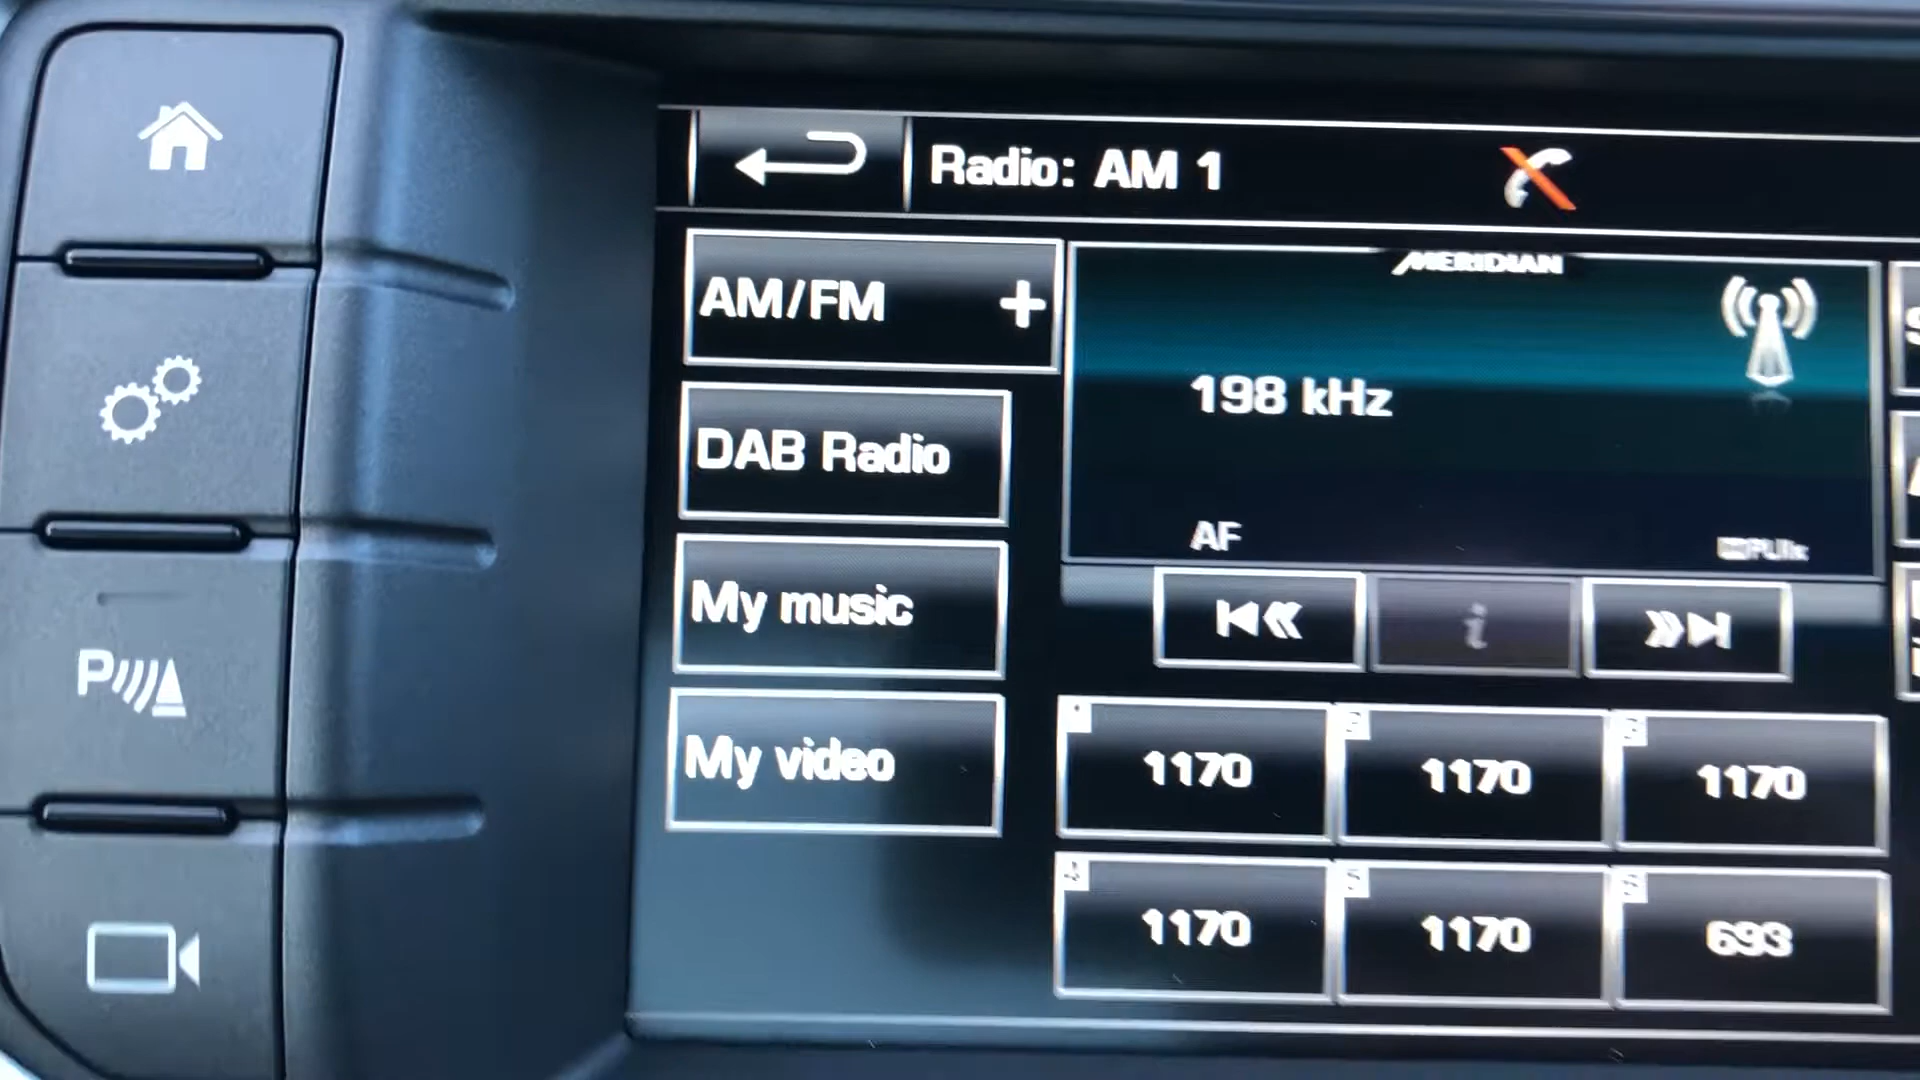 Radio: AM 1
AM/FM +
MERIDIAN
198 kHz
DAB Radio
AF
My music
i
My video
1170
1170
1170
1170
1170
693
P